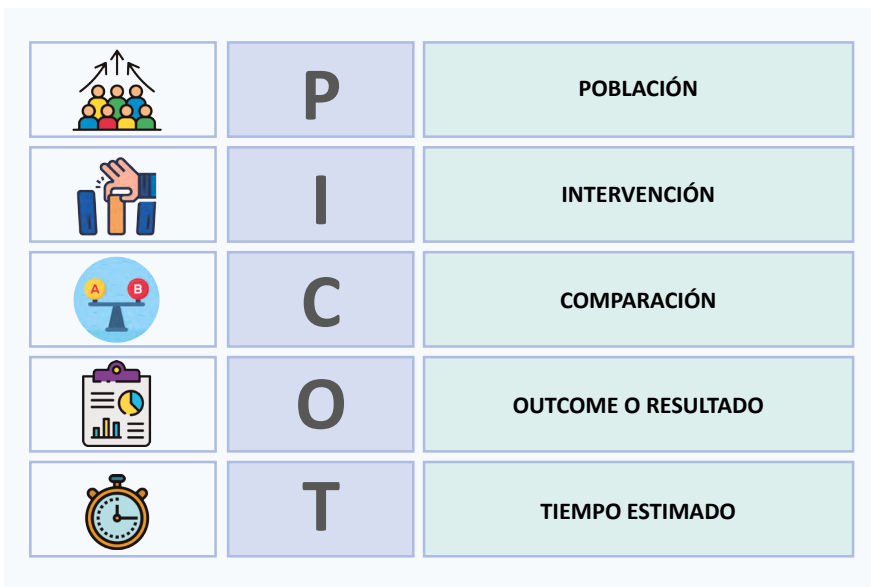 P
POBLACIÓN
I
INTERVENCIÓN
A
B
C
COMPARACIÓN
O
OUTCOME O RESULTADO
T
TIEMPO ESTIMADO